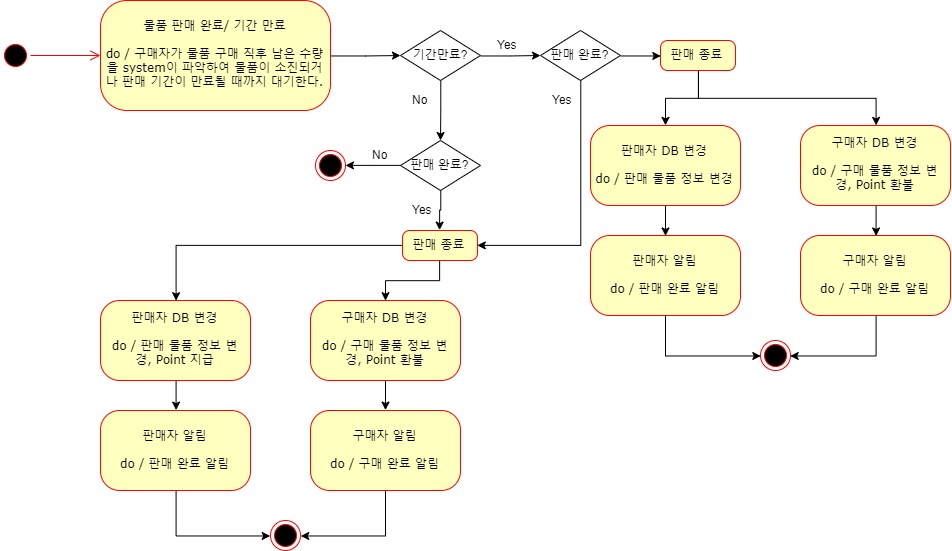 물품 판매 완료/ 기간 만료
do / 구매자가 물품 구매 직후 남은 수량
을 system이 파악하여 물품이 소진되거
나 판매 기간이 만료될 때까지 대기한다.
기간만료?
Yes
판매 완료?
판매 종료
No
Yes
판매 완료?
No
Yes
판매 종료
판매자 DB 변경
do / 판매 물품 정보 변경
구매자 DB 변경
do / 구매 물품 정보 변
경, Point 환불
판매자 알림
do / 판매 완료 알림
구매자 알림
do / 구매 완료 알림
판매자 DB 변경
do / 판매 물품 정보 변
경, Point 지급
구매자 DB 변경
do / 구매 물품 정보 변
경, Point 환불
판매자 알림
do / 판매 완료 알림
구매자 알림
do / 구매 완료 알림